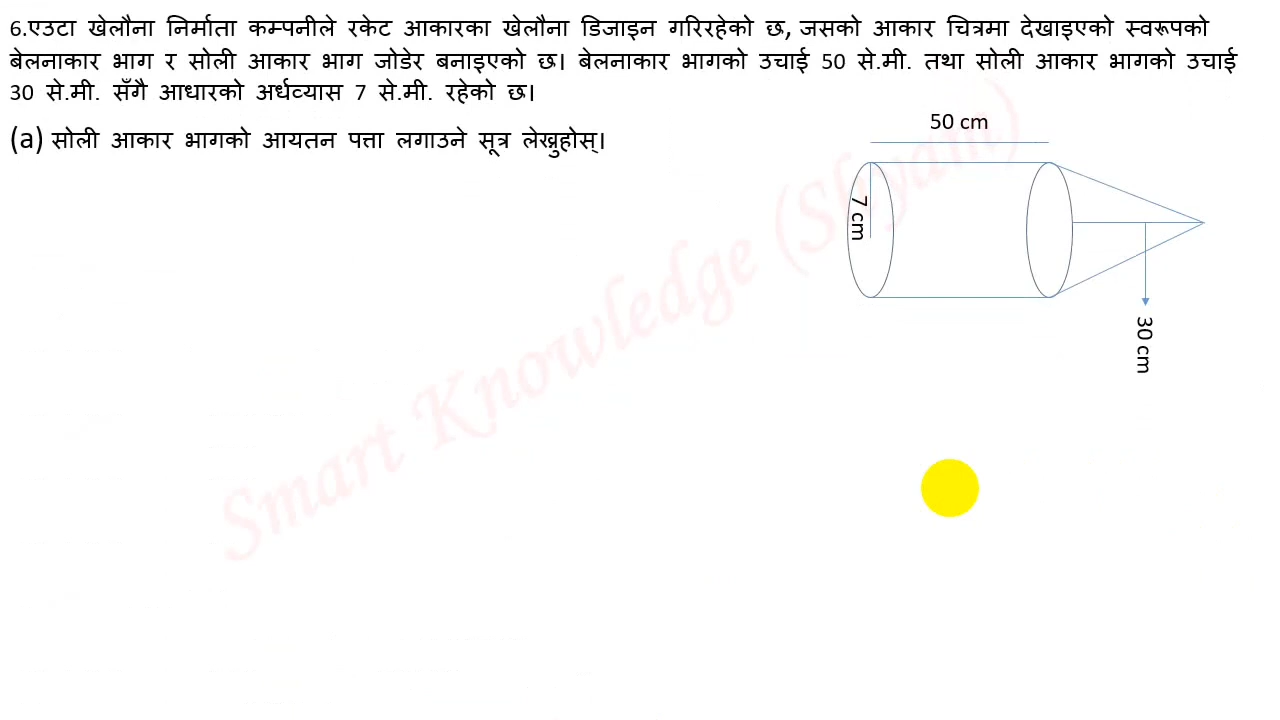 6.एउटा खेलौना निर्माता कम्पनीले रकेट आकारका खेलौना डिजाइन गरिरहेको छ, जसको आकार चित्रमा देखाइएको स्वरूपको
बेलनाकार भाग र सोली आकार भाग जोडेर बनाइएको छ। बेलनाकार भागको उचाई 50 से.मी. तथा सोली आकार भागको उचाई
30 से.मी. सँगै आधारको अर्धव्यास 7 से.मी. रहेको छ।
(a) सोली आकार भागको आयतन पत्ता लगाउने सूत्र लेख्नुहोस्।
50 cm
7 cm
30 cm
Smart Knowledge (Shyam)